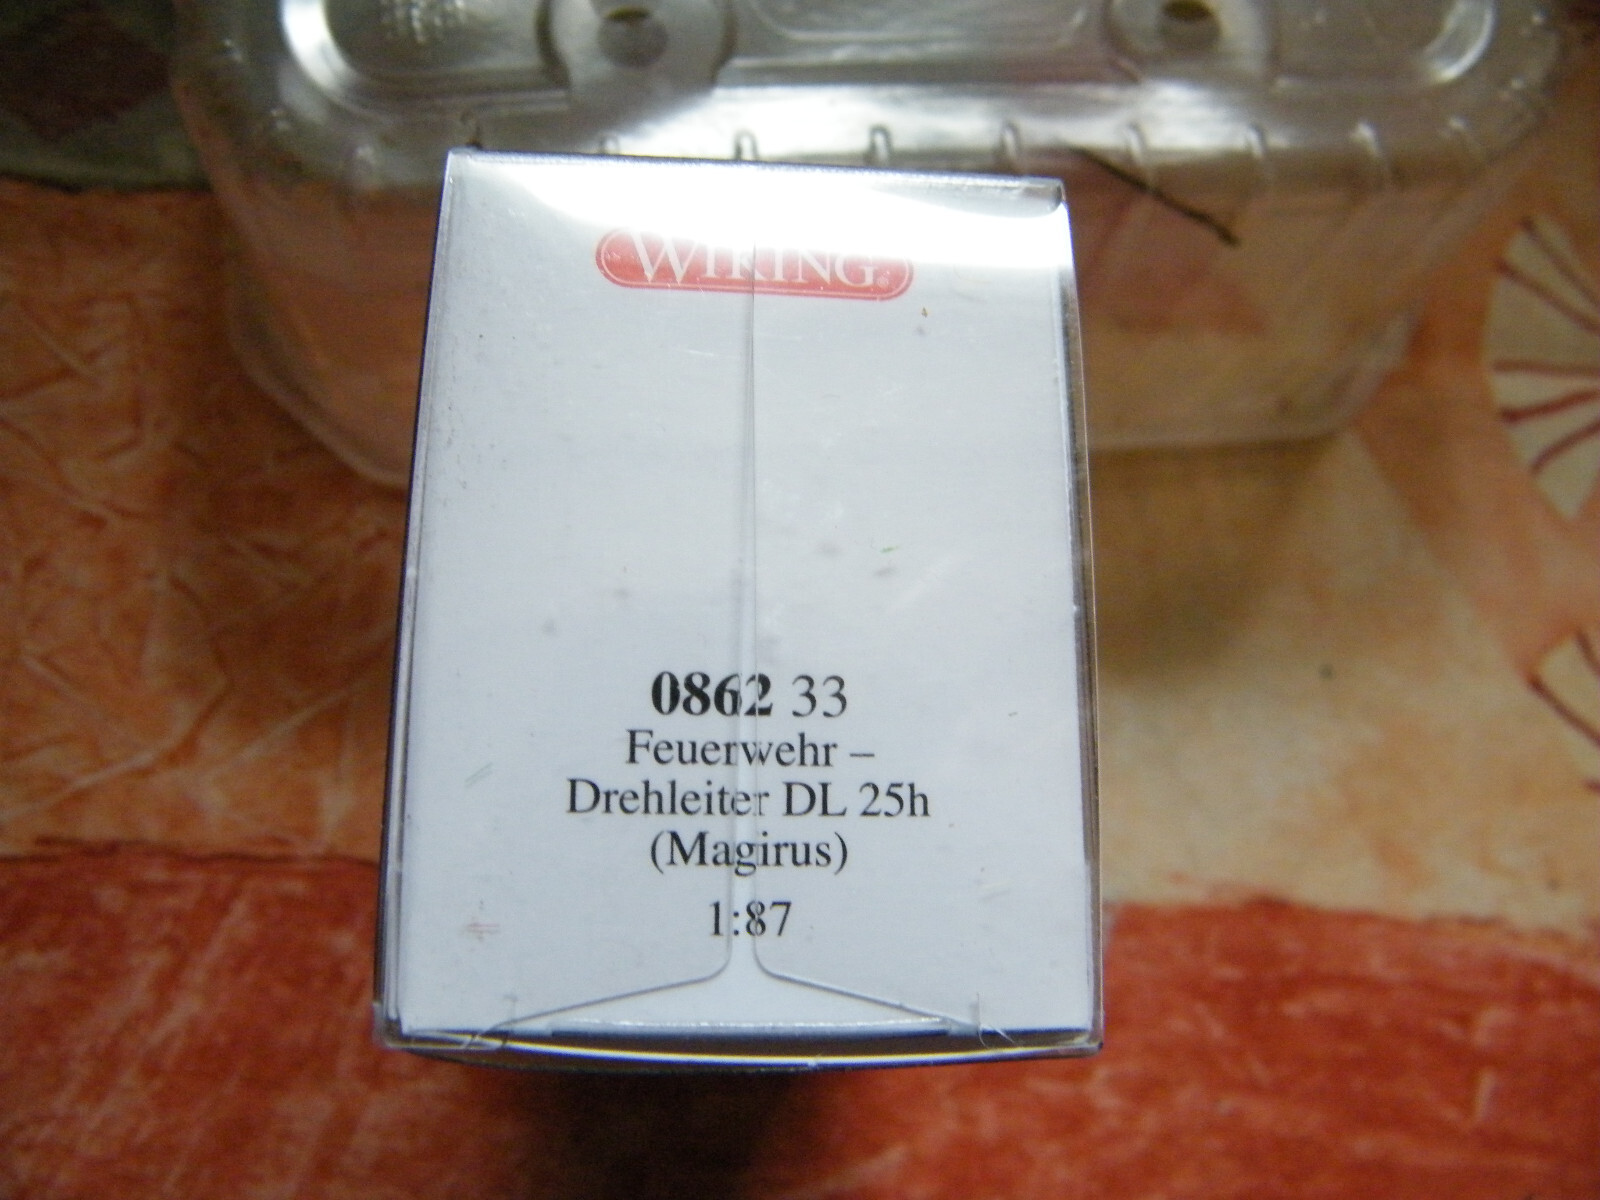 WIKING®
0862 33
Feuerwehr –
Drehleiter DL 25h
(Magirus)
1:87